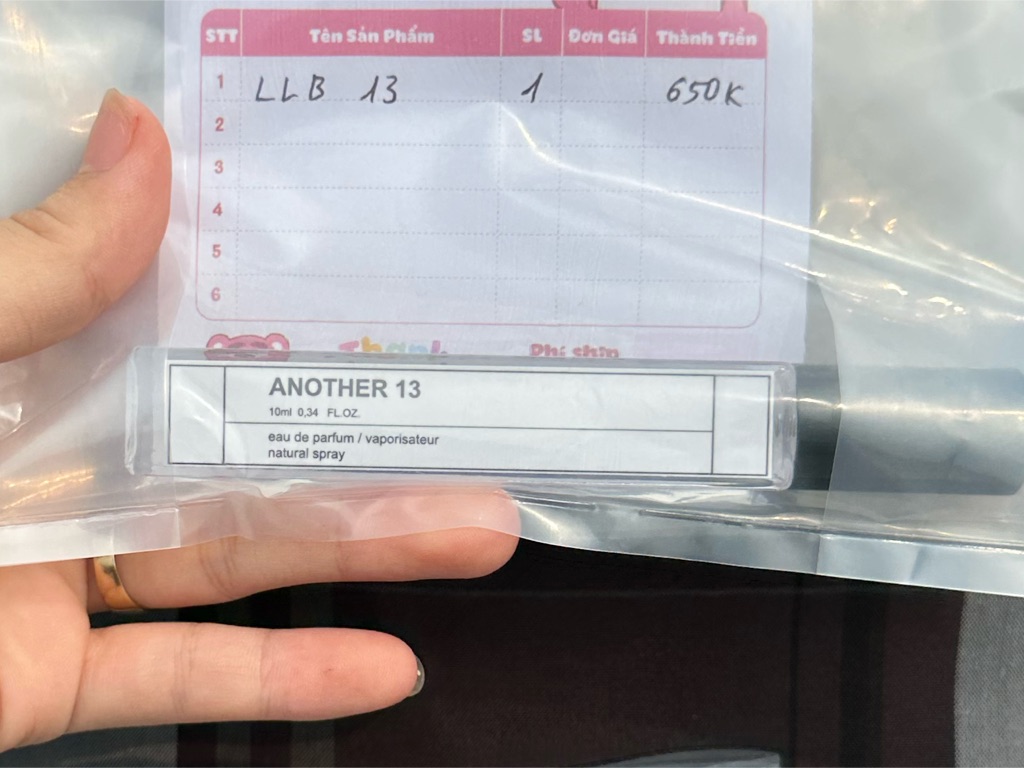 STT Tên Sản Phẩm SL Đơn Giá Thành Tiền
1 LLB 13 1 650K
2
3
4
5
6
Thank Phí ship
ANOTHER 13
10ml 0,34 FL.OZ.
eau de parfum / vaporisateur
natural spray